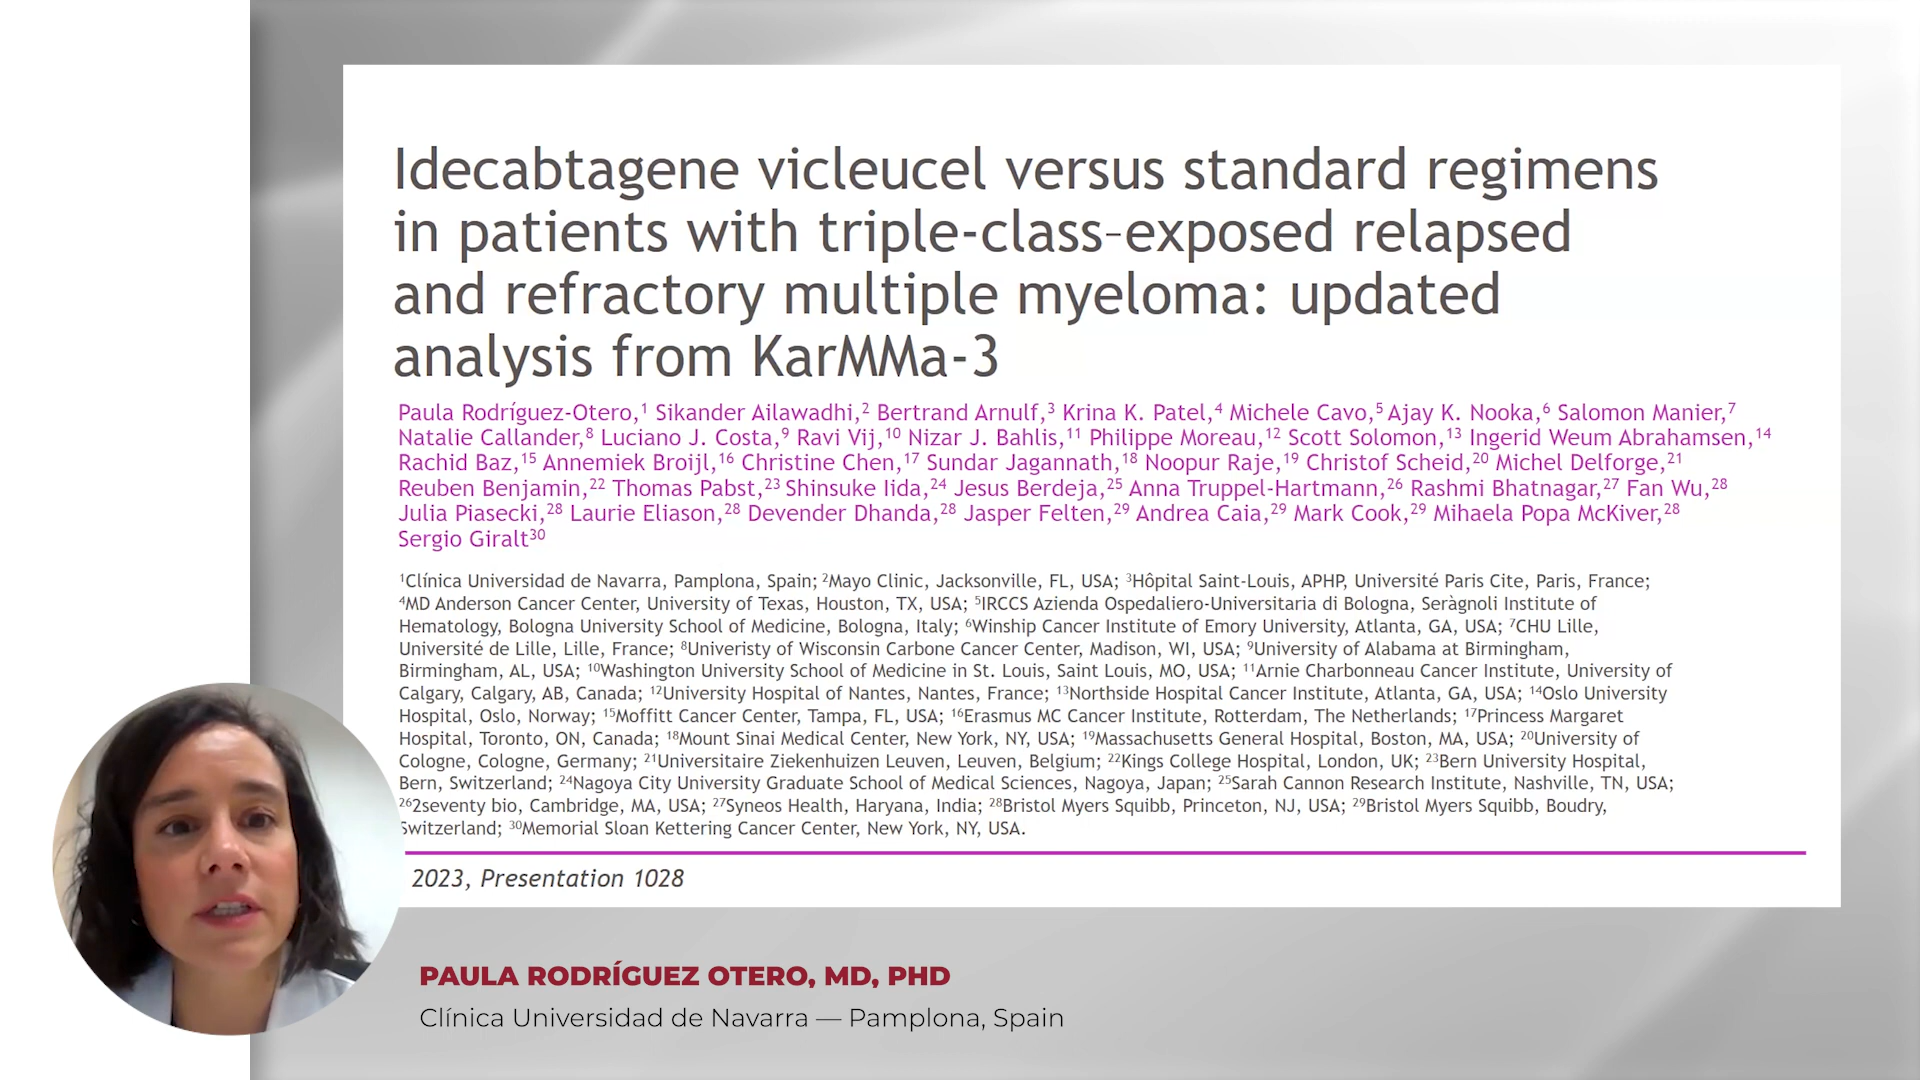 Idecabtagene vicleucel versus standard regimens
in patients with triple-class–exposed relapsed
and refractory multiple myeloma: updated
analysis from KarMMa-3
Paula Rodríguez-Otero,¹ Sikander Ailawadhi,² Bertrand Arnulf,³ Krina K. Patel,⁴ Michele Cavo,⁵ Ajay K. Nooka,⁶ Salomon Manier,⁷
Natalie Callander,⁸ Luciano J. Costa,⁹ Ravi Vij,¹⁰ Nizar J. Bahlis,¹¹ Philippe Moreau,¹² Scott Solomon,¹³ Ingerid Weum Abrahamsen,¹⁴
Rachid Baz,¹⁵ Annemiek Broijl,¹⁶ Christine Chen,¹⁷ Sundar Jagannath,¹⁸ Noopur Raje,¹⁹ Christof Scheid,²⁰ Michel Delforge,²¹
Reuben Benjamin,²² Thomas Pabst,²³ Shinsuke Iida,²⁴ Jesus Berdeja,²⁵ Anna Truppel-Hartmann,²⁶ Rashmi Bhatnagar,²⁷ Fan Wu,²⁸
Julia Piasecki,²⁸ Laurie Eliason,²⁸ Devender Dhanda,²⁸ Jasper Felten,²⁹ Andrea Caia,²⁹ Mark Cook,²⁹ Mihaela Popa McKiver,²⁸
Sergio Giralt³⁰
¹Clínica Universidad de Navarra, Pamplona, Spain; ²Mayo Clinic, Jacksonville, FL, USA; ³Hôpital Saint-Louis, APHP, Université Paris Cite, Paris, France;
⁴MD Anderson Cancer Center, University of Texas, Houston, TX, USA; ⁵IRCCS Azienda Ospedaliero-Universitaria di Bologna, Seràgnoli Institute of
Hematology, Bologna University School of Medicine, Bologna, Italy; ⁶Winship Cancer Institute of Emory University, Atlanta, GA, USA; ⁷CHU Lille,
Université de Lille, Lille, France; ⁸Univeristy of Wisconsin Carbone Cancer Center, Madison, WI, USA; ⁹University of Alabama at Birmingham,
Birmingham, AL, USA; ¹⁰Washington University School of Medicine in St. Louis, Saint Louis, MO, USA; ¹¹Arnie Charbonneau Cancer Institute, University of
Calgary, Calgary, AB, Canada; ¹²University Hospital of Nantes, Nantes, France; ¹³Northside Hospital Cancer Institute, Atlanta, GA, USA; ¹⁴Oslo University
Hospital, Oslo, Norway; ¹⁵Moffitt Cancer Center, Tampa, FL, USA; ¹⁶Erasmus MC Cancer Institute, Rotterdam, The Netherlands; ¹⁷Princess Margaret
Hospital, Toronto, ON, Canada; ¹⁸Mount Sinai Medical Center, New York, NY, USA; ¹⁹Massachusetts General Hospital, Boston, MA, USA; ²⁰University of
Cologne, Cologne, Germany; ²¹Universitaire Ziekenhuizen Leuven, Leuven, Belgium; ²²Kings College Hospital, London, UK; ²³Bern University Hospital,
Bern, Switzerland; ²⁴Nagoya City University Graduate School of Medical Sciences, Nagoya, Japan; ²⁵Sarah Cannon Research Institute, Nashville, TN, USA;
²⁶2seventy bio, Cambridge, MA, USA; ²⁷Syneos Health, Haryana, India; ²⁸Bristol Myers Squibb, Princeton, NJ, USA; ²⁹Bristol Myers Squibb, Boudry,
Switzerland; ³⁰Memorial Sloan Kettering Cancer Center, New York, NY, USA.
2023, Presentation 1028
PAULA RODRÍGUEZ OTERO, MD, PHD
Clínica Universidad de Navarra — Pamplona, Spain